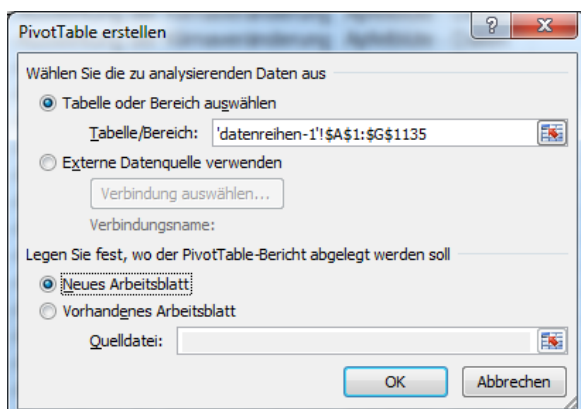 PivotTable erstellen
Wählen Sie die zu analysierenden Daten aus
Tabelle oder Bereich auswählen
Tabelle/Bereich: 'datenreihen-1'!$A$1:$G$1135
Externe Datenquelle verwenden
Verbindung auswählen...
Verbindungsname:
Legen Sie fest, wo der PivotTable-Bericht abgelegt werden soll
Neues Arbeitsblatt
Vorhandenes Arbeitsblatt
Quelldatei:
OK Abbrechen